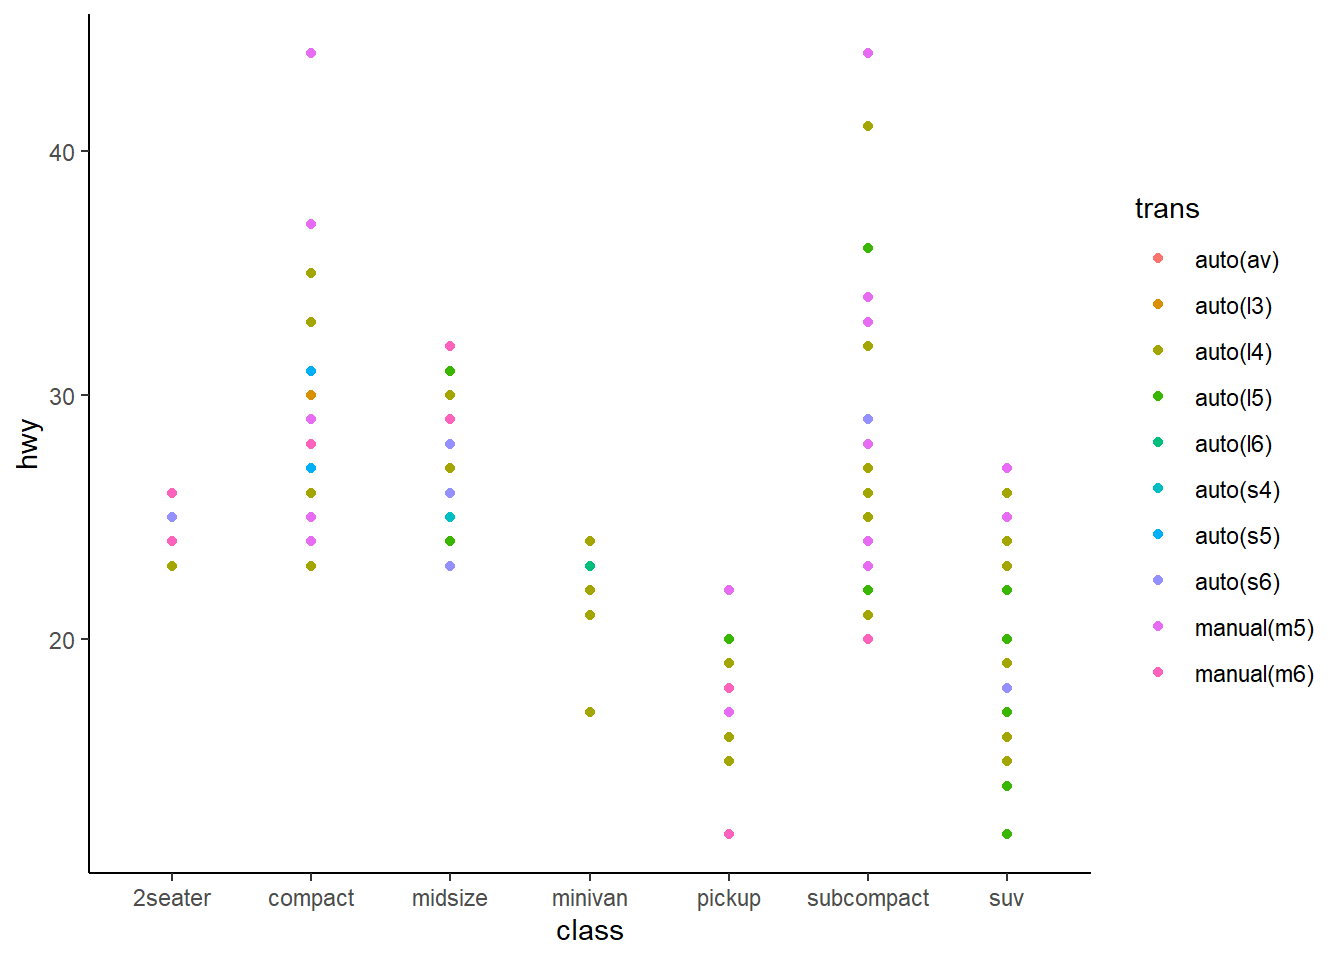 hwy
40
30
20
2seater compact midsize minivan pickup subcompact suv
class
trans
auto(av)
auto(l3)
auto(l4)
auto(l5)
auto(l6)
auto(s4)
auto(s5)
auto(s6)
manual(m5)
manual(m6)